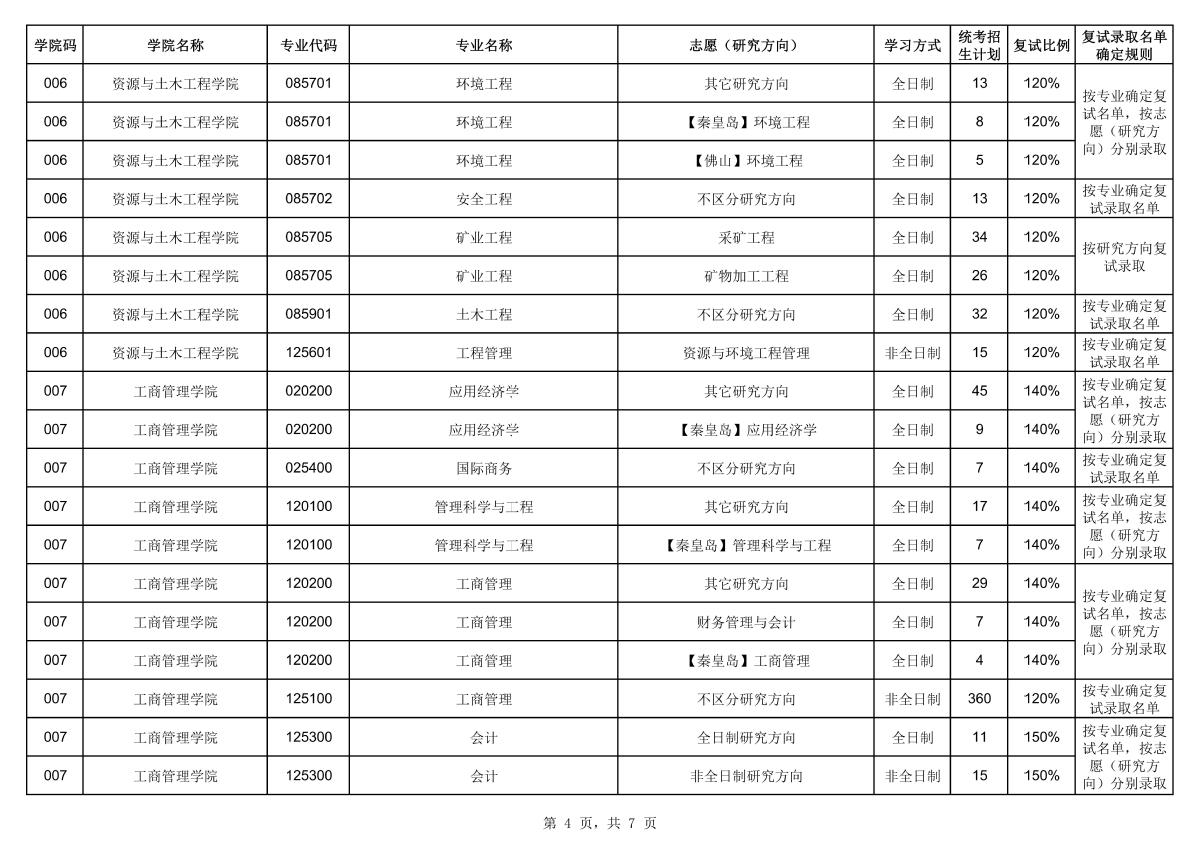 学院码 学院名称 专业代码 专业名称 志愿（研究方向） 学习方式 统考招生计划 复试比例 复试录取名单确定规则
006 资源与土木工程学院 085701 环境工程 其它研究方向 全日制 13 120% 按专业确定复试名单，按志愿（研究方向）分别录取
006 资源与土木工程学院 085701 环境工程 【秦皇岛】环境工程 全日制 8 120%
006 资源与土木工程学院 085701 环境工程 【佛山】环境工程 全日制 5 120%
006 资源与土木工程学院 085702 安全工程 不区分研究方向 全日制 13 120% 按专业确定复试录取名单
006 资源与土木工程学院 085705 矿业工程 采矿工程 全日制 34 120% 按研究方向复试录取
006 资源与土木工程学院 085705 矿业工程 矿物加工工程 全日制 26 120%
006 资源与土木工程学院 085901 土木工程 不区分研究方向 全日制 32 120% 按专业确定复试录取名单
006 资源与土木工程学院 125601 工程管理 资源与环境工程管理 非全日制 15 120% 按专业确定复试录取名单
007 工商管理学院 020200 应用经济学 其它研究方向 全日制 45 140% 按专业确定复试名单，按志愿（研究方向）分别录取
007 工商管理学院 020200 应用经济学 【秦皇岛】应用经济学 全日制 9 140%
007 工商管理学院 025400 国际商务 不区分研究方向 全日制 7 140% 按专业确定复试录取名单
007 工商管理学院 120100 管理科学与工程 其它研究方向 全日制 17 140% 按专业确定复试名单，按志愿（研究方向）分别录取
007 工商管理学院 120100 管理科学与工程 【秦皇岛】管理科学与工程 全日制 7 140%
007 工商管理学院 120200 工商管理 其它研究方向 全日制 29 140% 按专业确定复试名单，按志愿（研究方向）分别录取
007 工商管理学院 120200 工商管理 财务管理与会计 全日制 7 140%
007 工商管理学院 120200 工商管理 【秦皇岛】工商管理 全日制 4 140%
007 工商管理学院 125100 工商管理 不区分研究方向 非全日制 360 120% 按专业确定复试录取名单
007 工商管理学院 125300 会计 全日制研究方向 全日制 11 150% 按专业确定复试名单，按志愿（研究方向）分别录取
007 工商管理学院 125300 会计 非全日制研究方向 非全日制 15 150%
第 4 页，共 7 页